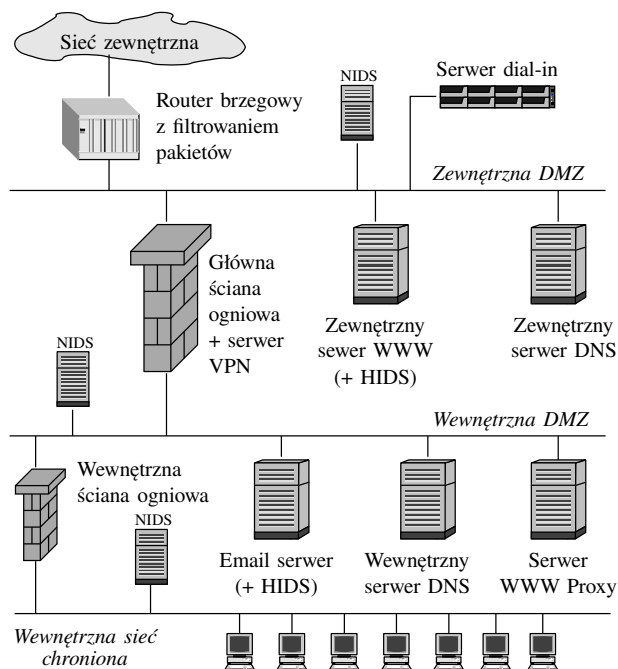 Sieć zewnętrzna
Router brzegowy
z filtrowaniem
pakietów
NIDS
Serwer dial-in
Zewnętrzna DMZ
Główna
ściana
ogniowa
+ serwer
VPN
Zewnętrzny
sewer WWW
(+ HIDS)
Zewnętrzny
serwer DNS
NIDS
Wewnętrzna DMZ
Wewnętrzna
ściana ogniowa
NIDS
Email serwer
(+ HIDS)
Wewnętrzny
serwer DNS
Serwer
WWW Proxy
Wewnętrzna sieć
chroniona